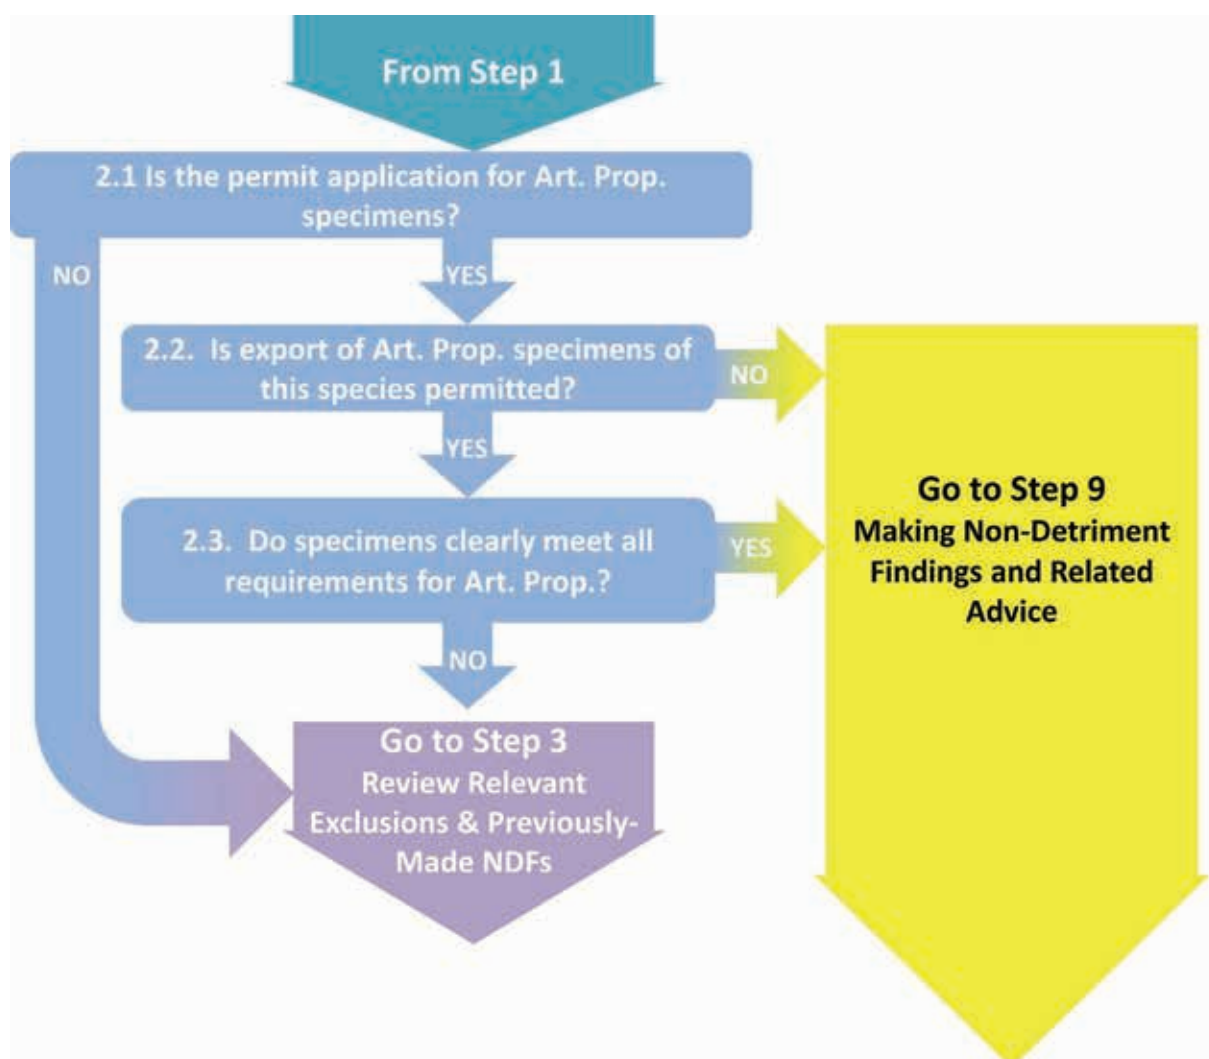 From Step 1
2.1 Is the permit application for Art. Prop.
specimens?
NO
YES
2.2.  Is export of Art. Prop. specimens of
this species permitted?
NO
YES
2.3.  Do specimens clearly meet all
requirements for Art. Prop.?
YES
NO
Go to Step 9
Making Non-Detriment
Findings and Related
Advice
Go to Step 3
Review Relevant
Exclusions & Previously-
Made NDFs